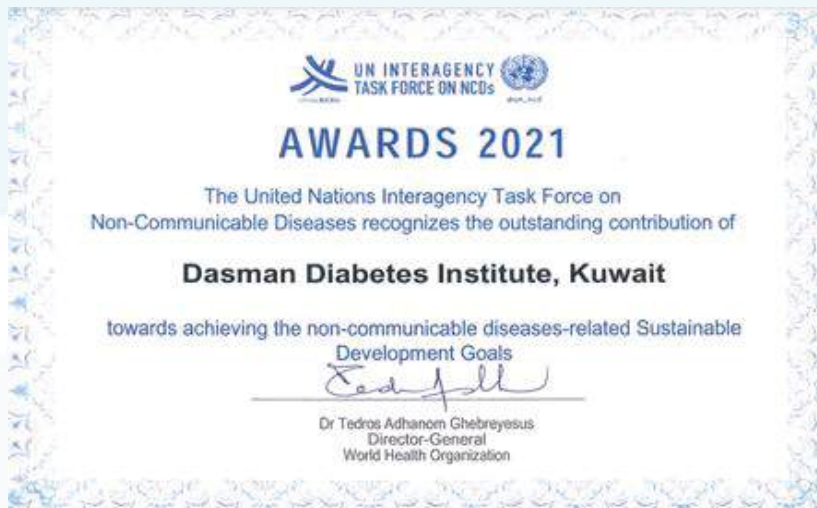 UN INTERAGENCY
TASK FORCE ON NCDs
AWARDS 2021
The United Nations Interagency Task Force on
Non-Communicable Diseases recognizes the outstanding contribution of
Dasman Diabetes Institute, Kuwait
towards achieving the non-communicable diseases-related Sustainable
Development Goals
Dr Tedros Adhanom Ghebreyesus
Director-General
World Health Organization